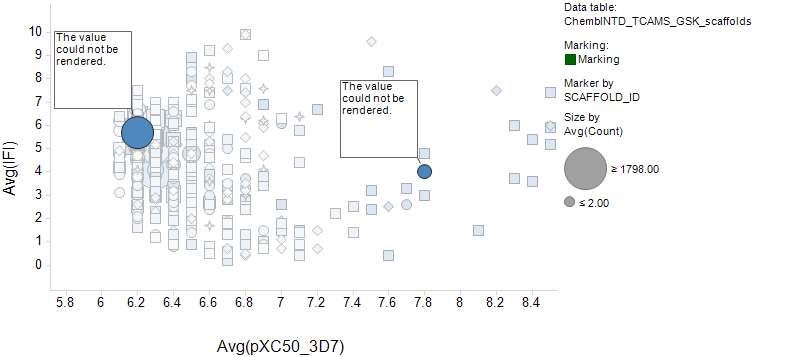 The value
could not be
rendered.
The value
could not be
rendered.
10
9
8
7
6
5
4
3
2
1
0
Avg(IFI)
5.8 6 6.2 6.4 6.6 6.8 7 7.2 7.4 7.6 7.8 8 8.2 8.4
Avg(pXC50_3D7)
Data table:
ChemblNTD_TCAMS_GSK_scaffolds
Marking:
Marking
Marker by
SCAFFOLD_ID
Size by
Avg(Count)
≥ 1798.00
≤ 2.00